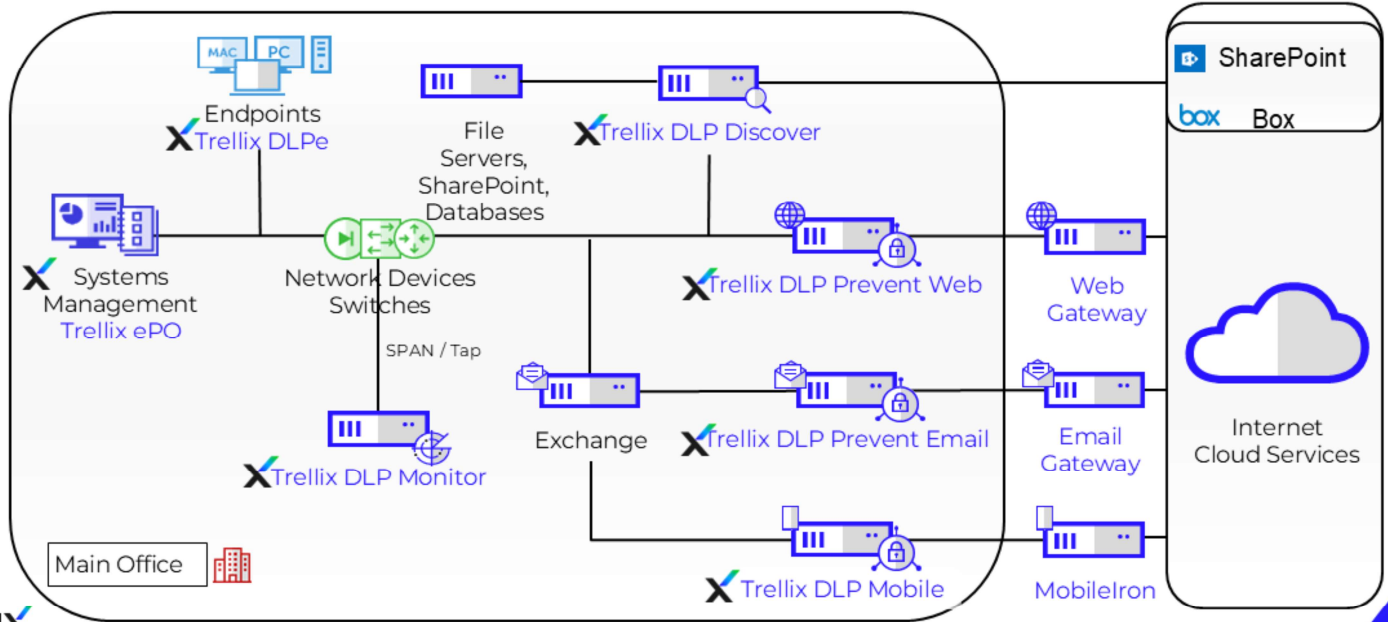 MAC
PC
Endpoints
Trellix DLPe
File
Servers,
SharePoint,
Databases
Trellix DLP Discover
SharePoint
box
Box
Systems
Management
Trellix ePO
Network Devices
Switches
SPAN / Tap
Trellix DLP Prevent Web
Web
Gateway
Trellix DLP Monitor
Exchange
Trellix DLP Prevent Email
Email
Gateway
Internet
Cloud Services
Main Office
Trellix DLP Mobile
MobileIron